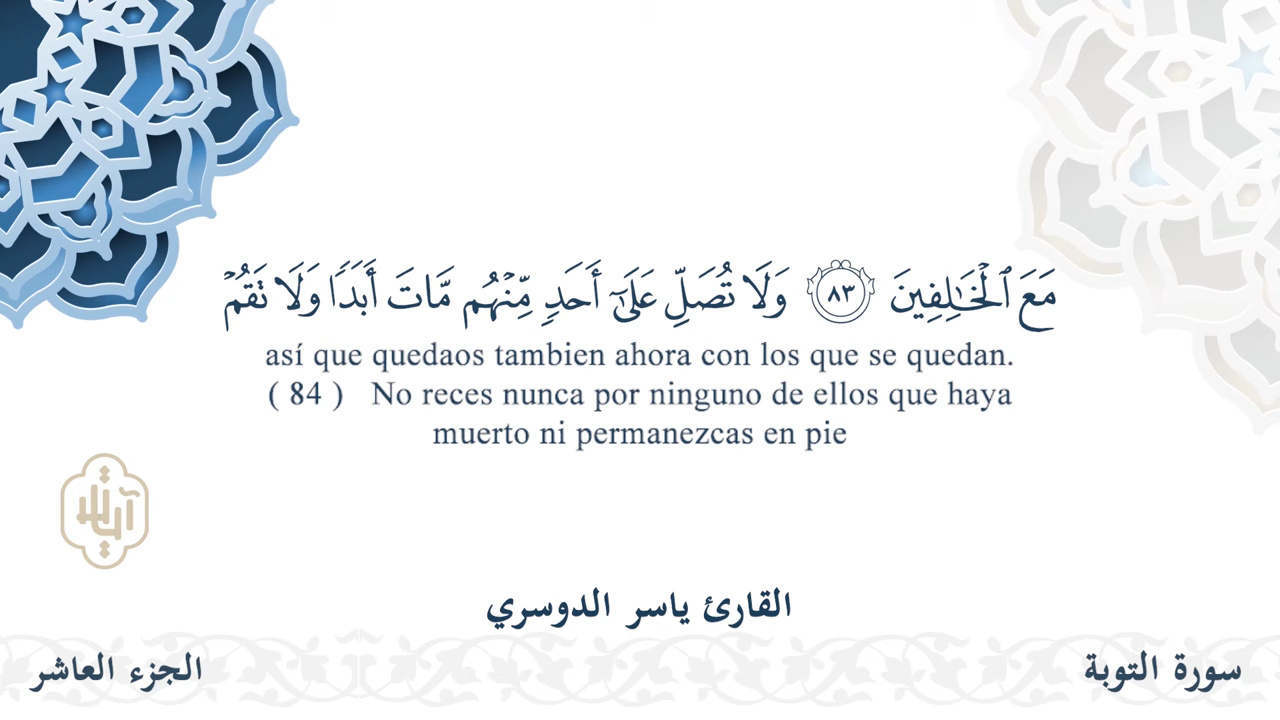 مَعَ ٱلْخَـٰلِفِينَ ٨٣ وَلَا تُصَلِّ عَلَىٰٓ أَحَدٍۢ مِّنْهُم مَّاتَ أَبَدًۭا وَلَا تَقُمْ
así que quedaos tambien ahora con los que se quedan.
( 84 ) No reces nunca por ninguno de ellos que haya
muerto ni permanezcas en pie
القارئ ياسر الدوسري
سورة التوبة
الجزء العاشر